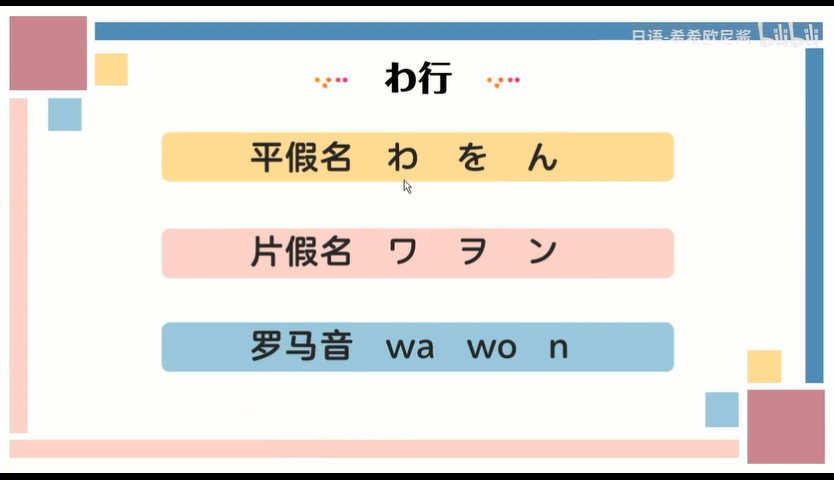 日语-希希欧尼酱 bilibili
わ行
平假名 わ を ん
片假名 ワ ヲ ン
罗马音 wa wo n